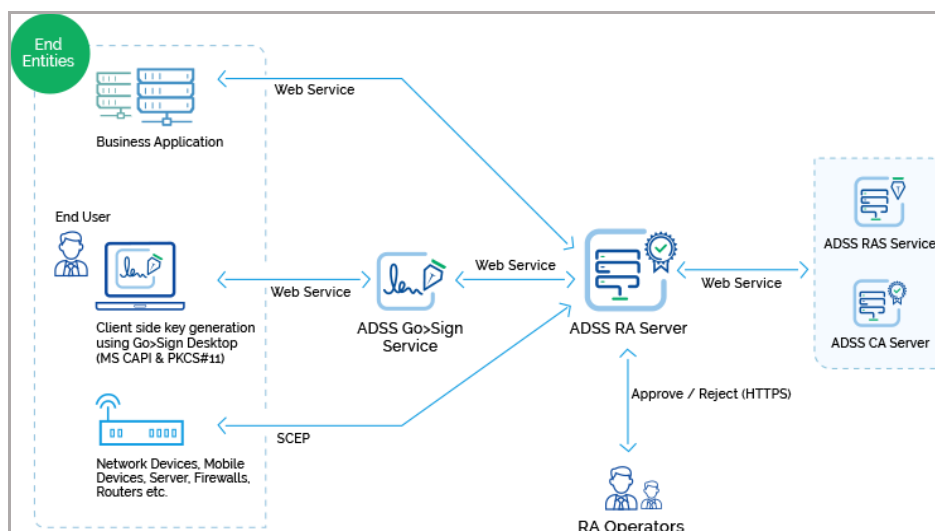 End
Entities
Business Application
Web Service
End User
Client side key generation
using Go>Sign Desktop
(MS CAPI & PKCS#11)
Web Service
ADSS Go>Sign
Service
Web Service
ADSS RA Server
Web Service
ADSS RAS Service
ADSS CA Server
Approve / Reject (HTTPS)
SCEP
Network Devices, Mobile
Devices, Server, Firewalls,
Routers etc.
RA Operators